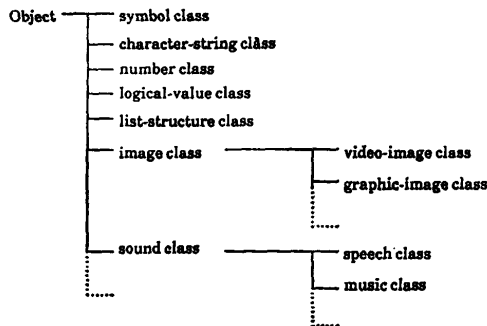 Object symbol class
character-string class
number class
logical-value class
list-structure class
image class video-image class
graphic-image class
sound class speech class
music class